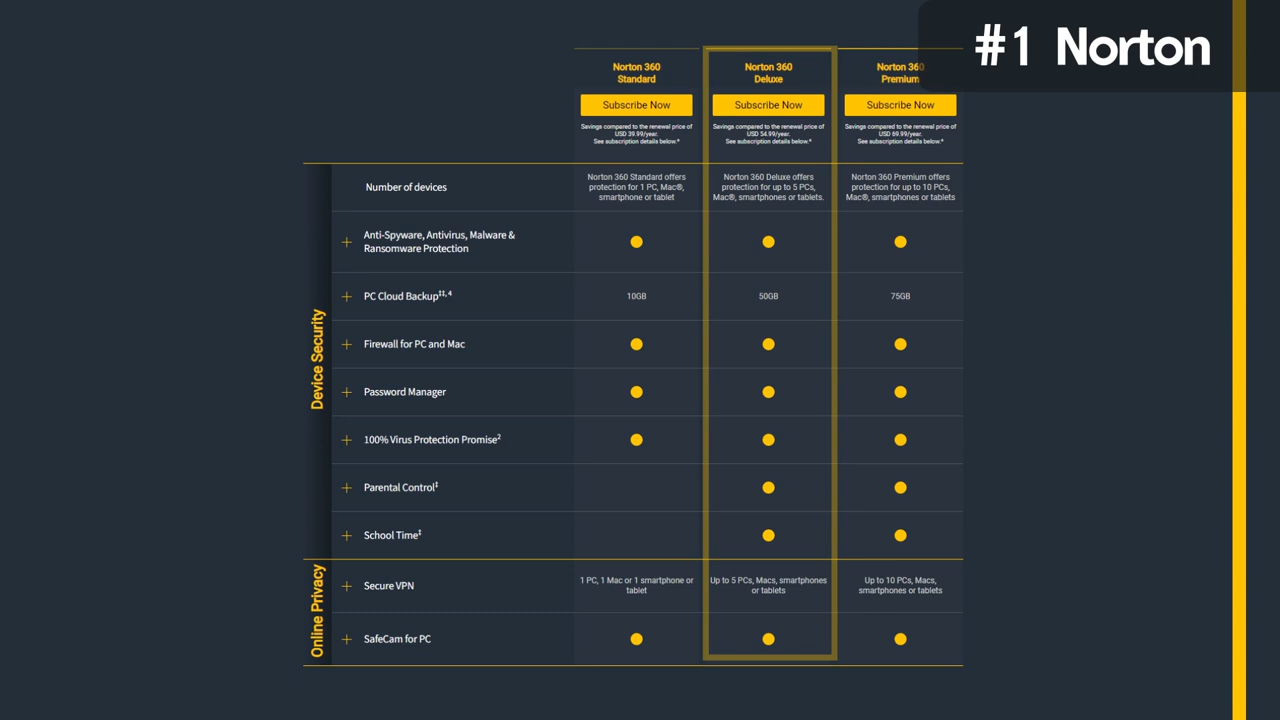 #1 Norton
Norton 360
Standard
Norton 360
Deluxe
Norton 360
Premium
Subscribe Now
Subscribe Now
Subscribe Now
Savings compared to the renewal price of
USD 39.99/year.
See subscription details below.*
Savings compared to the renewal price of
USD 54.99/year.
See subscription details below.*
Savings compared to the renewal price of
USD 69.99/year.
See subscription details below.*
Device Security
Number of devices
Norton 360 Standard offers
protection for 1 PC, Mac®,
smartphone or tablet
Norton 360 Deluxe offers
protection for up to 5 PCs,
Mac®, smartphones or tablets.
Norton 360 Premium offers
protection for up to 10 PCs,
Mac®, smartphones or tablets
+ Anti-Spyware, Antivirus, Malware &
Ransomware Protection
+ PC Cloud Backup‡‡, 4
10GB
50GB
75GB
+ Firewall for PC and Mac
+ Password Manager
+ 100% Virus Protection Promise2
+ Parental Control‡
+ School Time‡
Online Privacy
+ Secure VPN
1 PC, 1 Mac or 1 smartphone or
tablet
Up to 5 PCs, Macs, smartphones
or tablets
Up to 10 PCs, Macs,
smartphones or tablets
+ SafeCam for PC